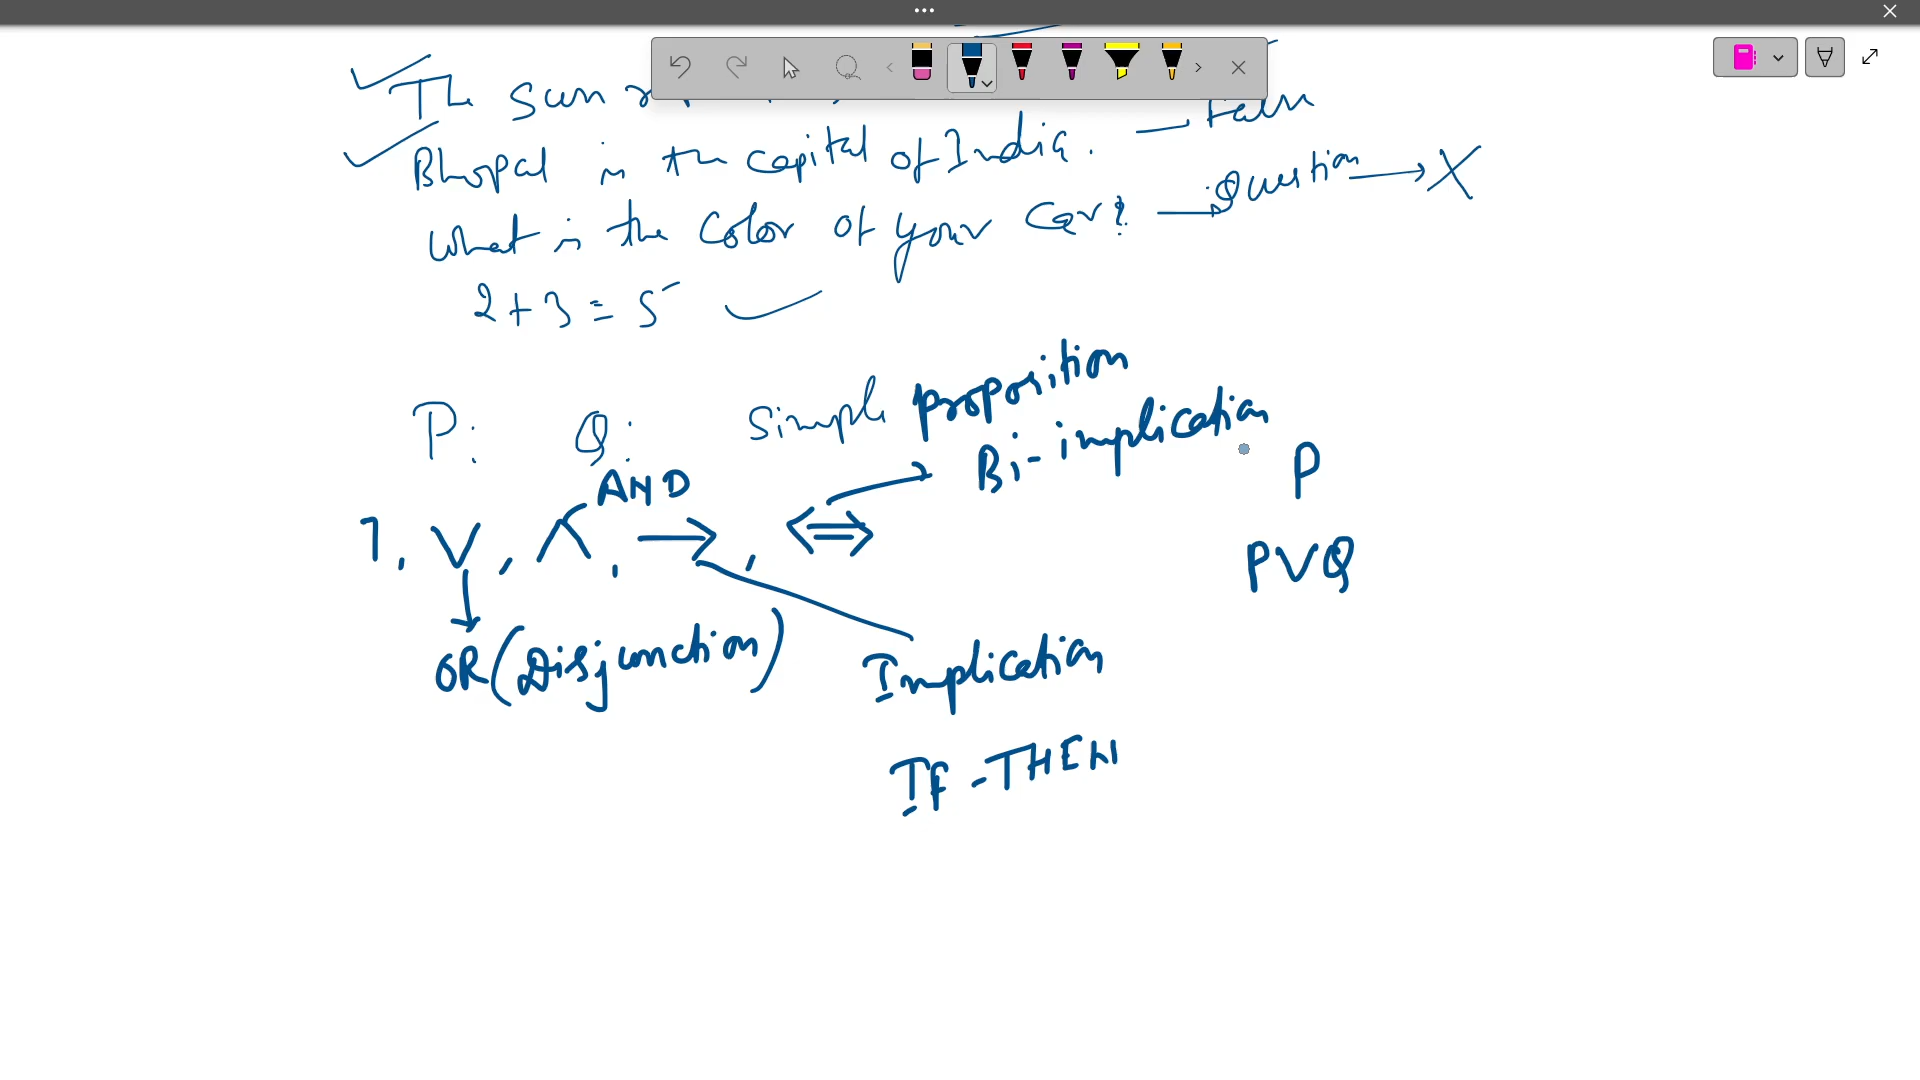 The sun
Bhopal is the capital of India. — False
What is the color of your car? → Question → X
2+3=5
P: Q: Simple proposition
Bi-implication
P
AND
¬, ∨, ∧, →, ⇔
P∨Q
OR (Disjunction)
Implication
IF-THEN